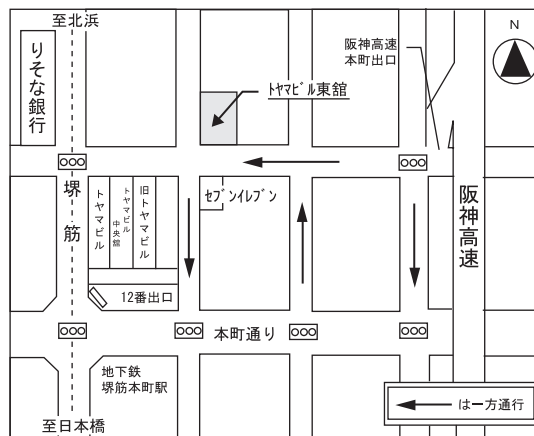 至北浜
りそな銀行
阪神高速
本町出口
N
トヤマビル東館
堺筋
トヤマビル
トヤマビル
中央館
旧トヤマビル
セブンイレブン
阪神高速
12番出口
本町通り
地下鉄
堺筋本町駅
至日本橋
は一方通行